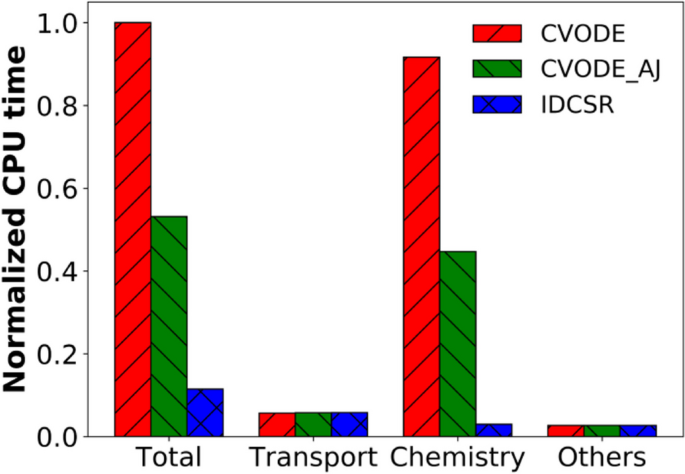 Normalized CPU time
1.0
0.8
0.6
0.4
0.2
0.0
CVODE
CVODE_AJ
IDCSR
Total Transport Chemistry Others